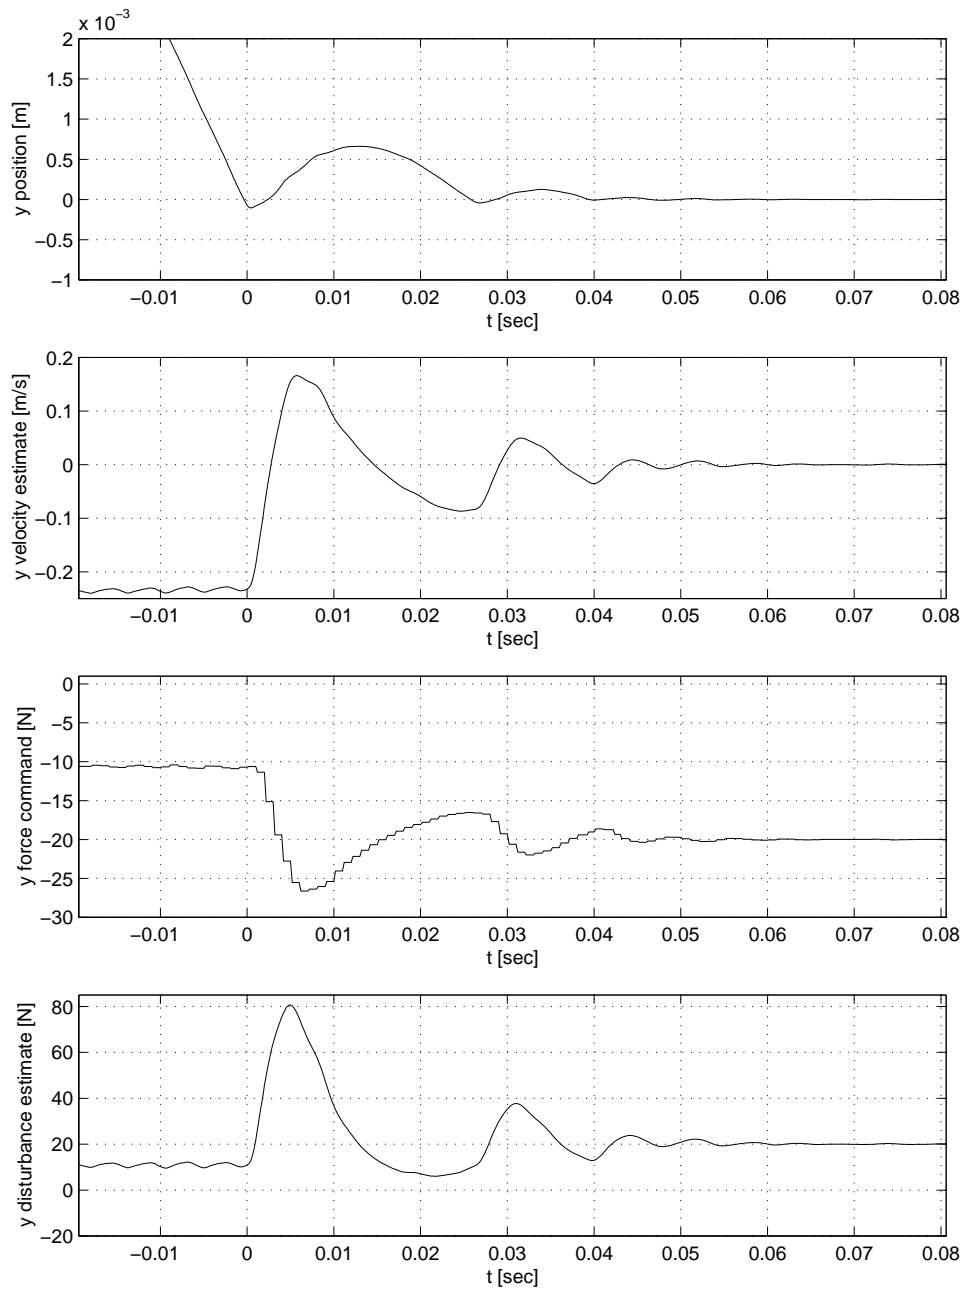 x 10−3
2
1.5
1
0.5
0
−0.5
−1
y position [m]
−0.01 0 0.01 0.02 0.03 0.04 0.05 0.06 0.07 0.08
t [sec]
0.2
0.1
0
−0.1
−0.2
y velocity estimate [m/s]
−0.01 0 0.01 0.02 0.03 0.04 0.05 0.06 0.07 0.08
t [sec]
0
−5
−10
−15
−20
−25
−30
y force command [N]
−0.01 0 0.01 0.02 0.03 0.04 0.05 0.06 0.07 0.08
t [sec]
80
60
40
20
0
−20
y disturbance estimate [N]
−0.01 0 0.01 0.02 0.03 0.04 0.05 0.06 0.07 0.08
t [sec]